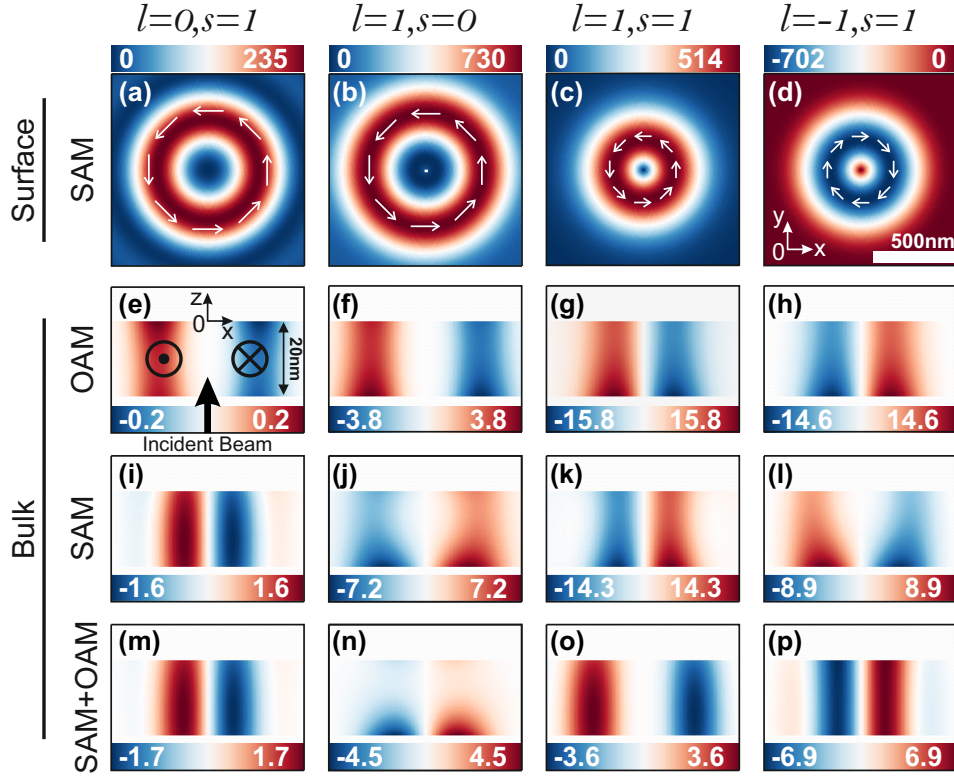 l=0,s=1 l=1,s=0 l=1,s=1 l=-1,s=1
0 235 0 730 0 514 -702 0
Surface
SAM
(a) (b) (c) (d)
y
0 x
500nm
Bulk
OAM
(e) (f) (g) (h)
z
0 x
20nm
-0.2 0.2 -3.8 3.8 -15.8 15.8 -14.6 14.6
Incident Beam
SAM
(i) (j) (k) (l)
-1.6 1.6 -7.2 7.2 -14.3 14.3 -8.9 8.9
SAM+OAM
(m) (n) (o) (p)
-1.7 1.7 -4.5 4.5 -3.6 3.6 -6.9 6.9